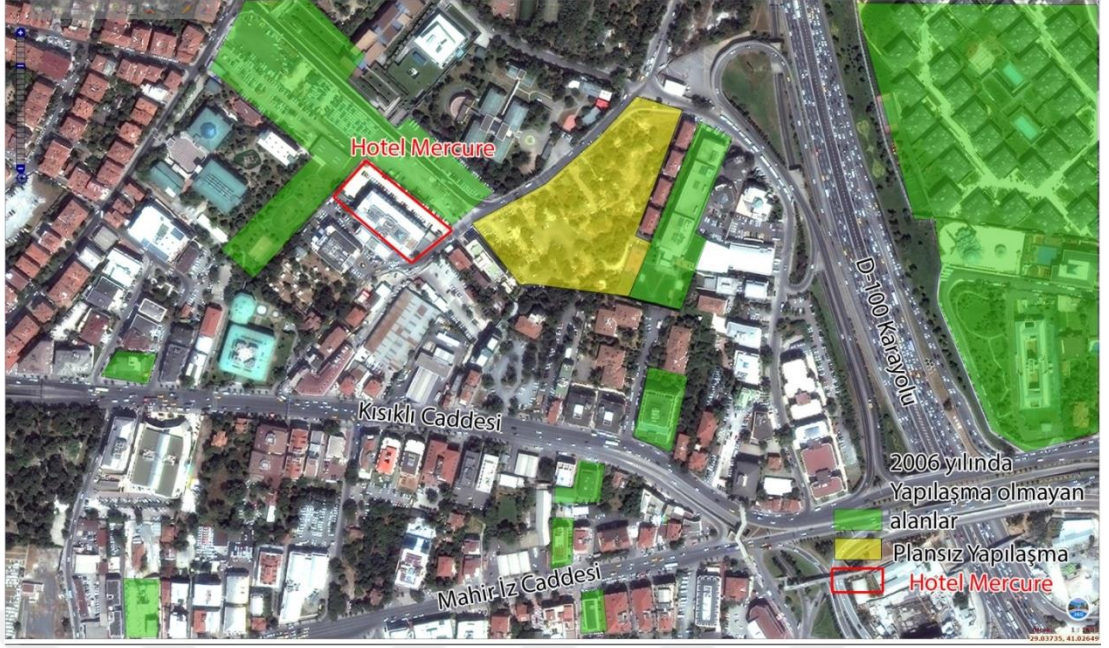 Hotel Mercure
D-100 Karayolu
Kısıklı Caddesi
2006 yılında
Yapılaşma olmayan
alanlar
Plansız Yapılaşma
Hotel Mercure
Mahir İz Caddesi
29.03735, 41.02649